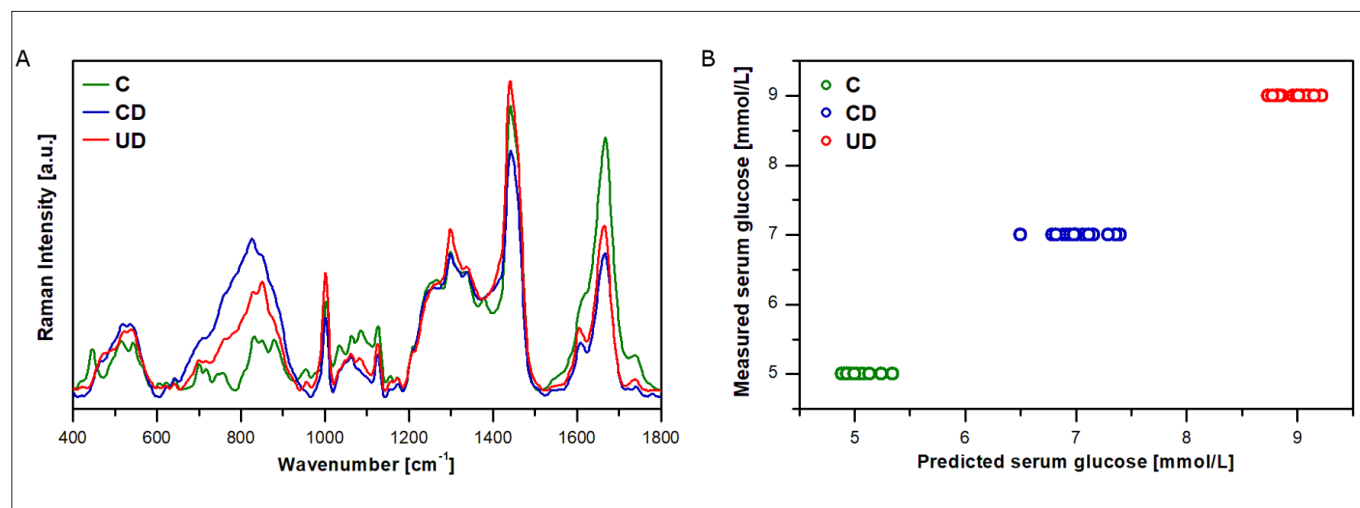 A
C
CD
UD
Raman Intensity [a.u.]
400 600 800 1000 1200 1400 1600 1800
Wavenumber [cm⁻¹]
B
C
CD
UD
Measured serum glucose [mmol/L]
9
8
7
6
5
5 6 7 8 9
Predicted serum glucose [mmol/L]